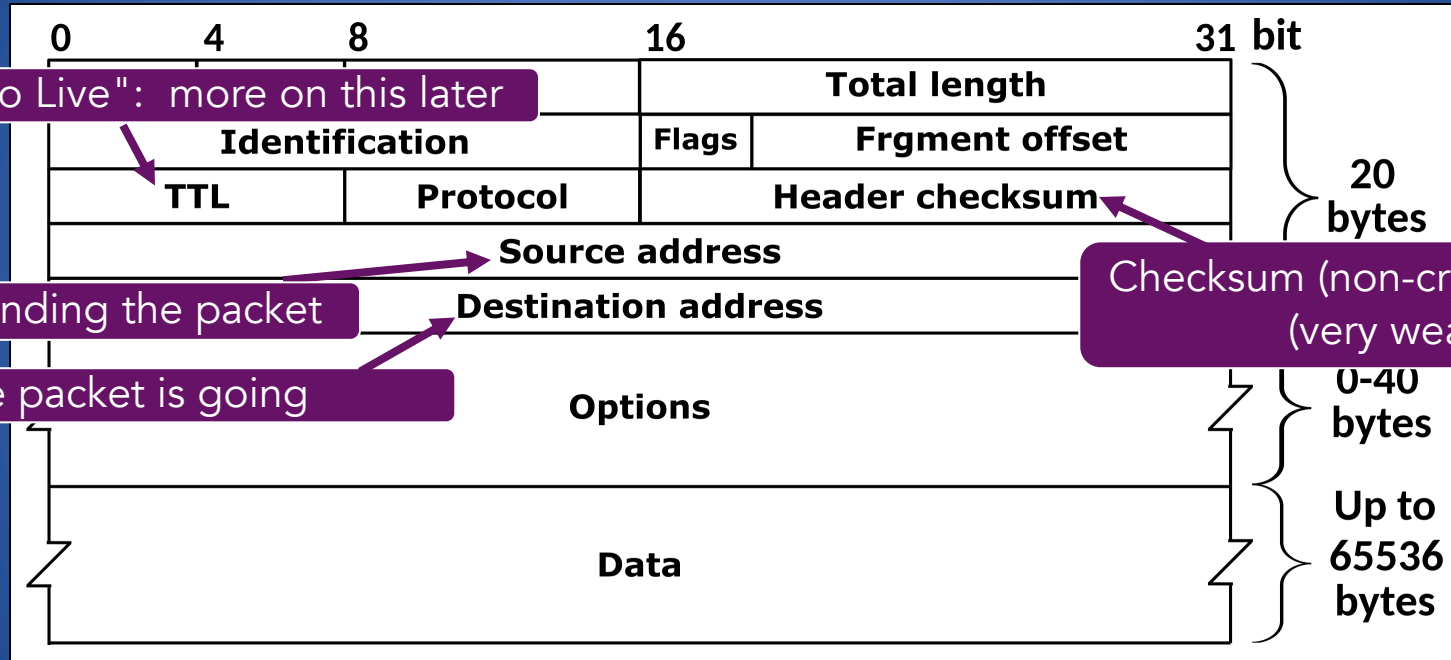 0 4 8 16 31 bit
o Live": more on this later
Total length
Identification
Flags
Frgment offset
TTL
Protocol
Header checksum
20
bytes
Source address
nding the packet
Destination address
Checksum (non-cr
(very wea
e packet is going
Options
0-40
bytes
Data
Up to
65536
bytes